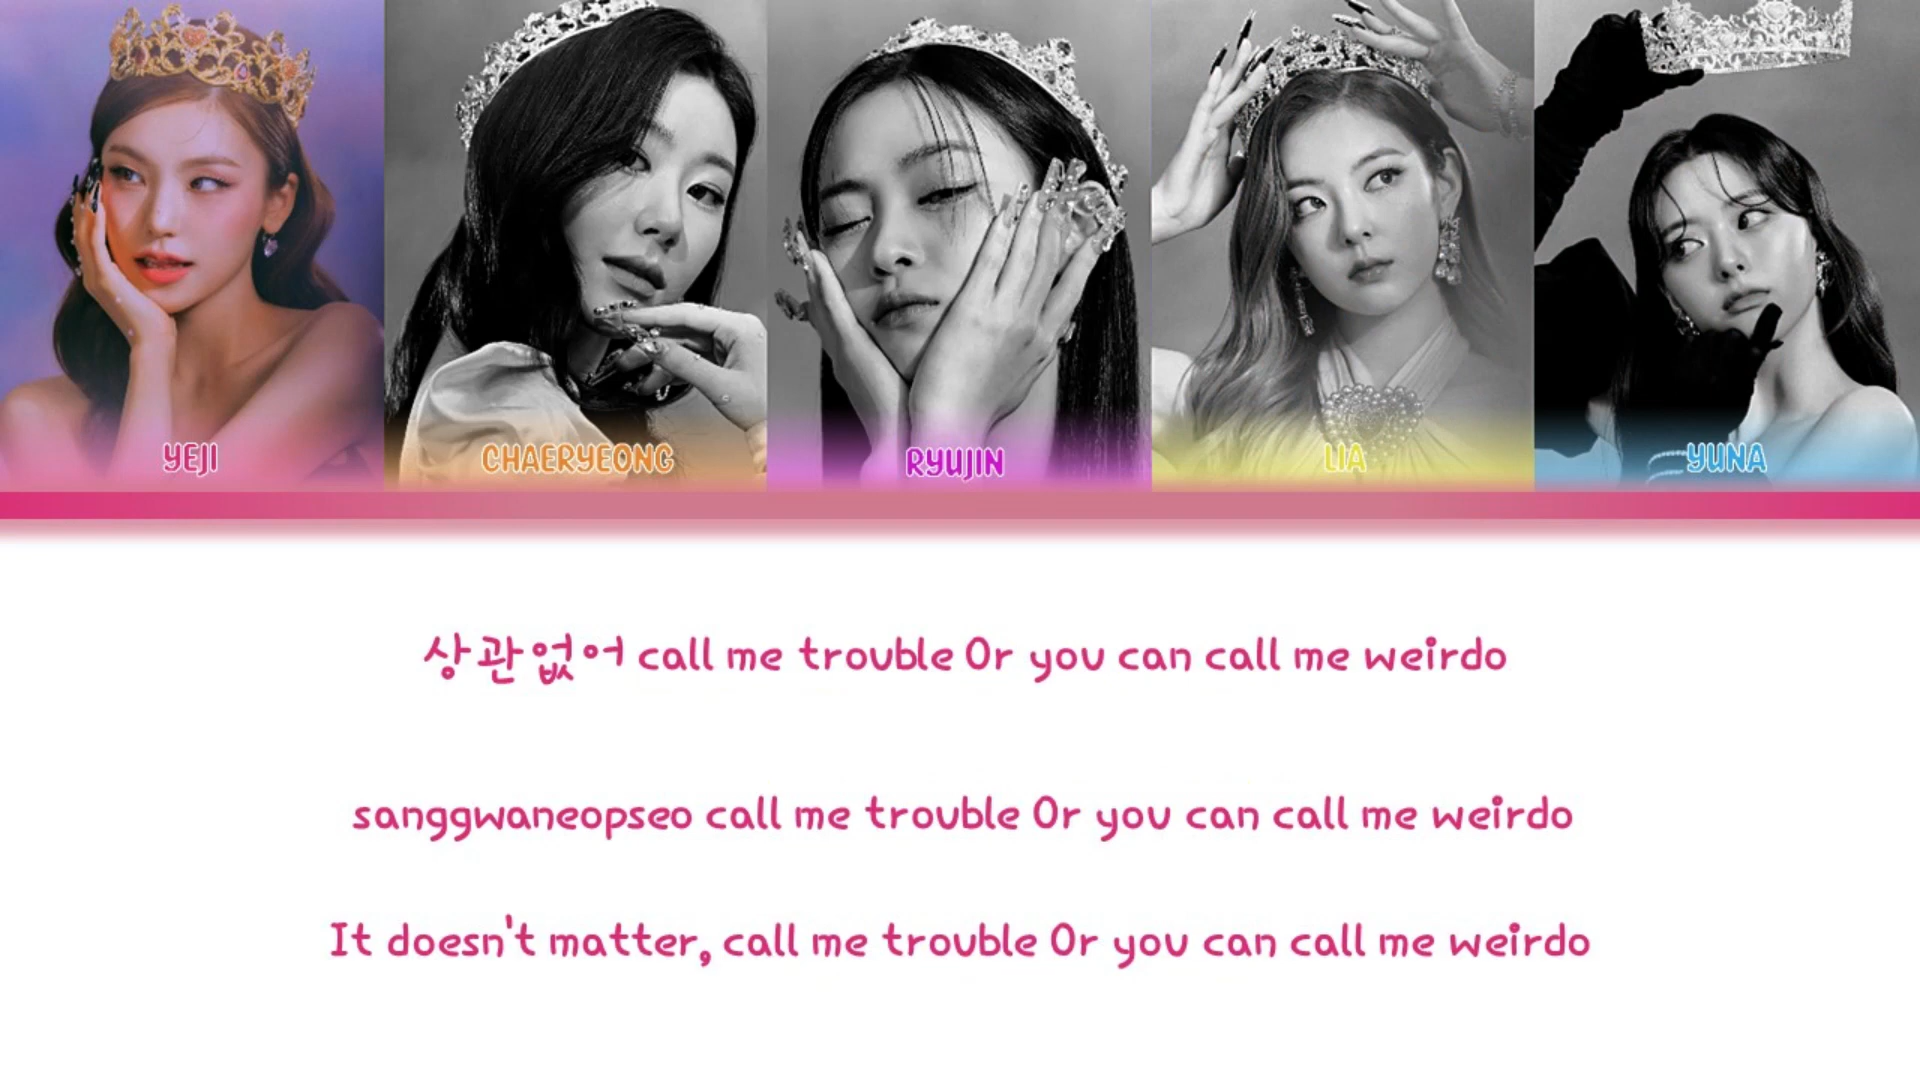 YEJI
CHAERYEONG
RYUJIN
LIA
YUNA
상관없어 call me trouble Or you can call me weirdo
sanggwaneopseo call me trouble Or you can call me weirdo
It doesn't matter, call me trouble Or you can call me weirdo